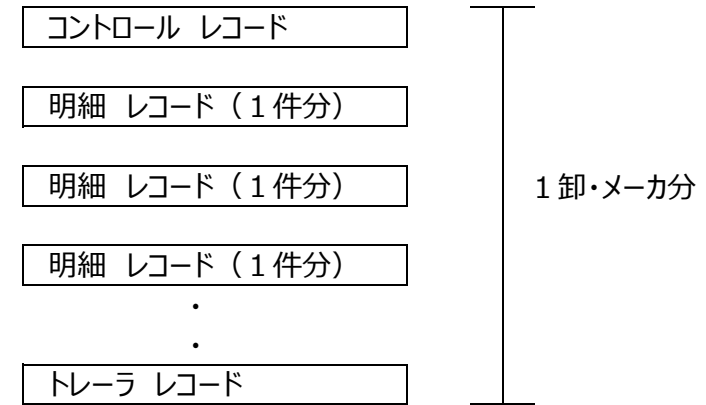 コントロール レコード
明細 レコード（１件分）
明細 レコード（１件分）
１卸・メーカ分
明細 レコード（１件分）
・
・
トレーラ レコード